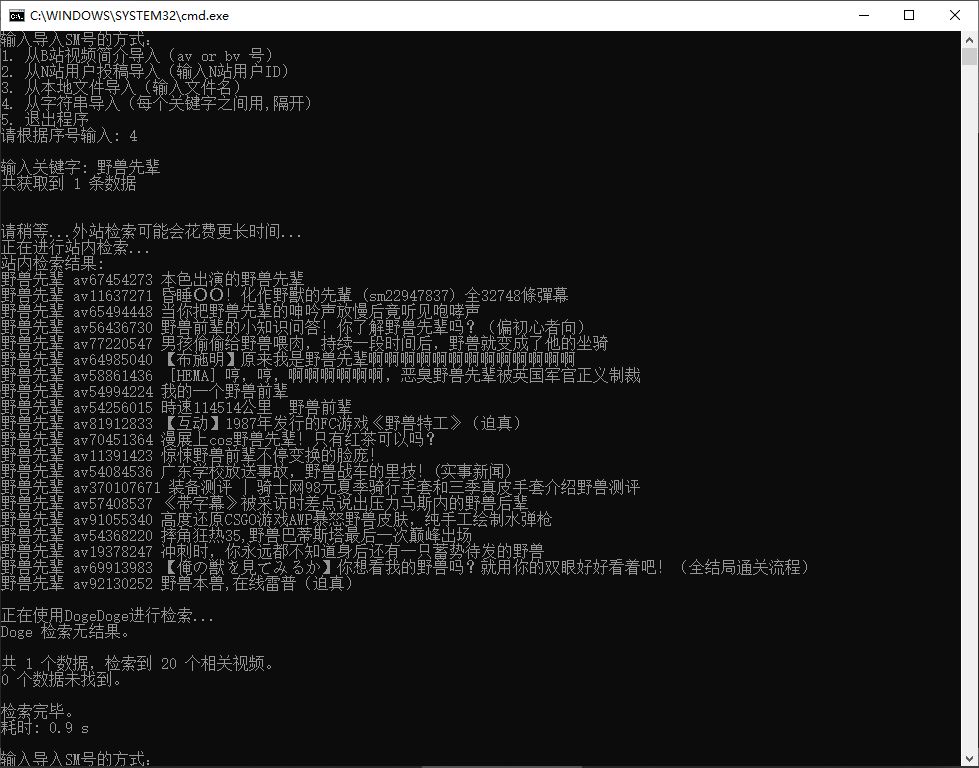 C:\WINDOWS\SYSTEM32\cmd.exe
输入导入SM号的方式:
1. 从B站视频简介导入（av or bv 号）
2. 从N站用户投稿导入（输入N站用户ID）
3. 从本地文件导入（输入文件名）
4. 从字符串导入（每个关键字之间用,隔开）
5. 退出程序
请根据序号输入: 4
输入关键字: 野兽先辈
共获取到 1 条数据
请稍等...外站检索可能会花费更长时间...
正在进行站内检索...
站内检索结果:
野兽先辈 av67454273 本色出演的野兽先辈
野兽先辈 av11637271 昏睡〇〇！化作野獸的先輩（sm22947837）全32748條彈幕
野兽先辈 av65494448 当你把野兽先辈的呻吟声放慢后竟听见咆哮声
野兽先辈 av56436730 野兽前辈的小知识问答！你了解野兽先辈吗？（偏初心者向）
野兽先辈 av77220547 男孩偷偷给野兽喂肉，持续一段时间后，野兽就变成了他的坐骑
野兽先辈 av64985040 【布施明】原来我是野兽先辈啊啊啊啊啊啊啊啊啊啊啊啊啊
野兽先辈 av58861436 ［HEMA］哼，哼，啊啊啊啊啊啊，恶臭野兽先辈被英国军官正义制裁
野兽先辈 av54994224 我的一个野兽前辈
野兽先辈 av54256015 時速114514公里　野兽前辈
野兽先辈 av81912833 【互动】1987年发行的FC游戏《野兽特工》（迫真）
野兽先辈 av70451364 漫展上cos野兽先辈！只有红茶可以吗？
野兽先辈 av11391423 惊悚野兽前辈不停变换的脸庞！
野兽先辈 av54084536 广东学校放送事故，野兽战车的里技！(实事新闻)
野兽先辈 av370107671 装备测评 | 骑士网98元夏季骑行手套和三季真皮手套介绍野兽测评
野兽先辈 av57408537 《带字幕》被采访时差点说出压力马斯内的野兽后辈
野兽先辈 av91055340 高度还原CSGO游戏AWP暴怒野兽皮肤，纯手工绘制水弹枪
野兽先辈 av54368220 摔角狂热35,野兽巴蒂斯塔最后一次巅峰出场
野兽先辈 av19378247 冲刺时，你永远都不知道身后还有一只蓄势待发的野兽
野兽先辈 av69913983 【俺の獣を見てみるか】你想看我的野兽吗？就用你的双眼好好看着吧！（全结局通关流程）
野兽先辈 av92130252 野兽本兽,在线雷普（迫真）
正在使用DogeDoge进行检索...
Doge 检索无结果。
共 1 个数据，检索到 20 个相关视频。
0 个数据未找到。
检索完毕。
耗时: 0.9 s
输入导入SM号的方式: